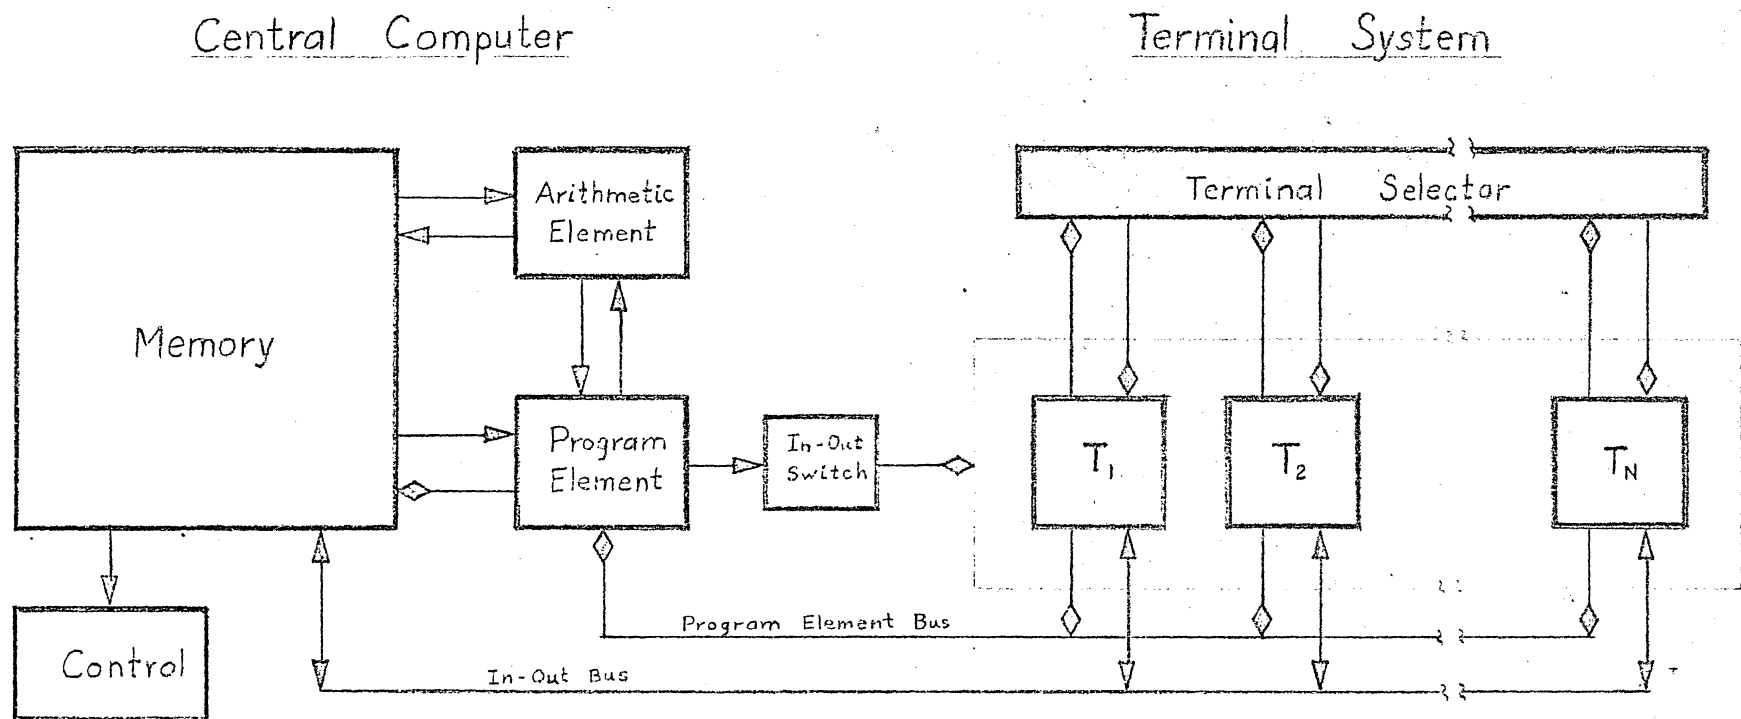 Central Computer
Terminal System
Arithmetic
Element
Terminal Selector
Memory
Program
Element
In-Out
Switch
T1
T2
TN
Program Element Bus
Control
In-Out Bus